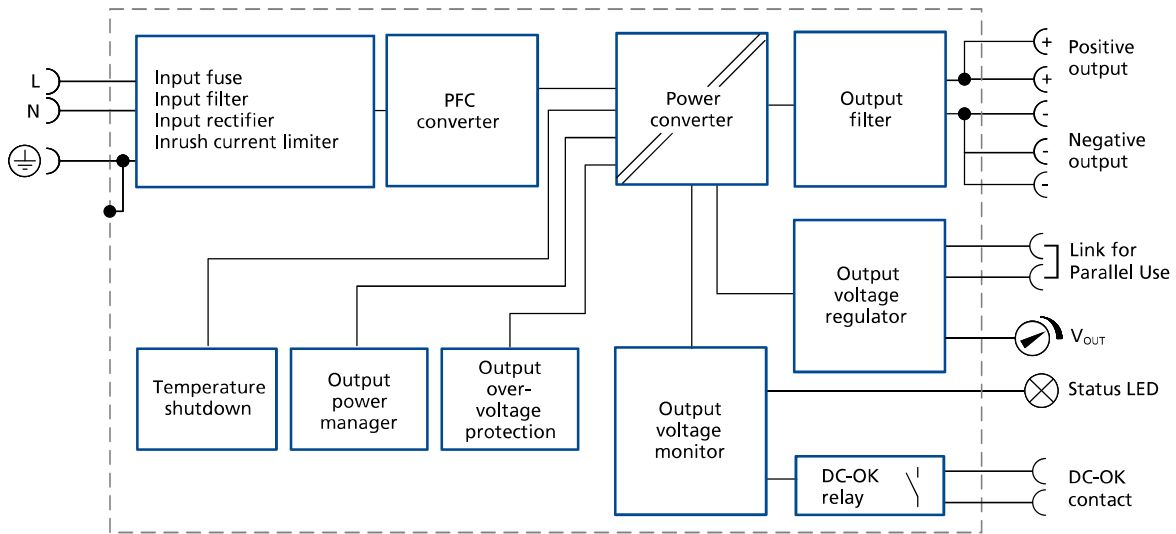 L
N
Input fuse
Input filter
Input rectifier
Inrush current limiter
PFC
converter
Power
converter
Output
filter
+
+
-
-
-
Positive
output
Negative
output
Output
voltage
regulator
Link for
Parallel Use
VOUT
Temperature
shutdown
Output
power
manager
Output
over-
voltage
protection
Output
voltage
monitor
Status LED
DC-OK
relay
DC-OK
contact